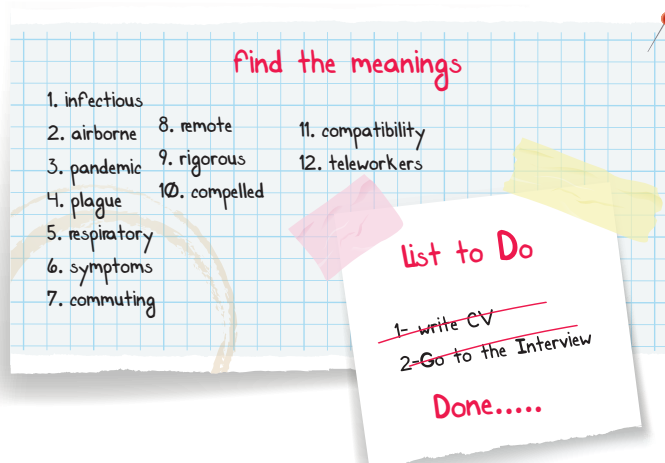 find the meanings
1. infectious
2. airborne
3. pandemic
4. plague
5. respiratory
6. symptoms
7. commuting
8. remote
9. rigorous
10. compelled
11. compatibility
12. teleworkers
List to Do
1- write CV
2-Go to the Interview
Done.....